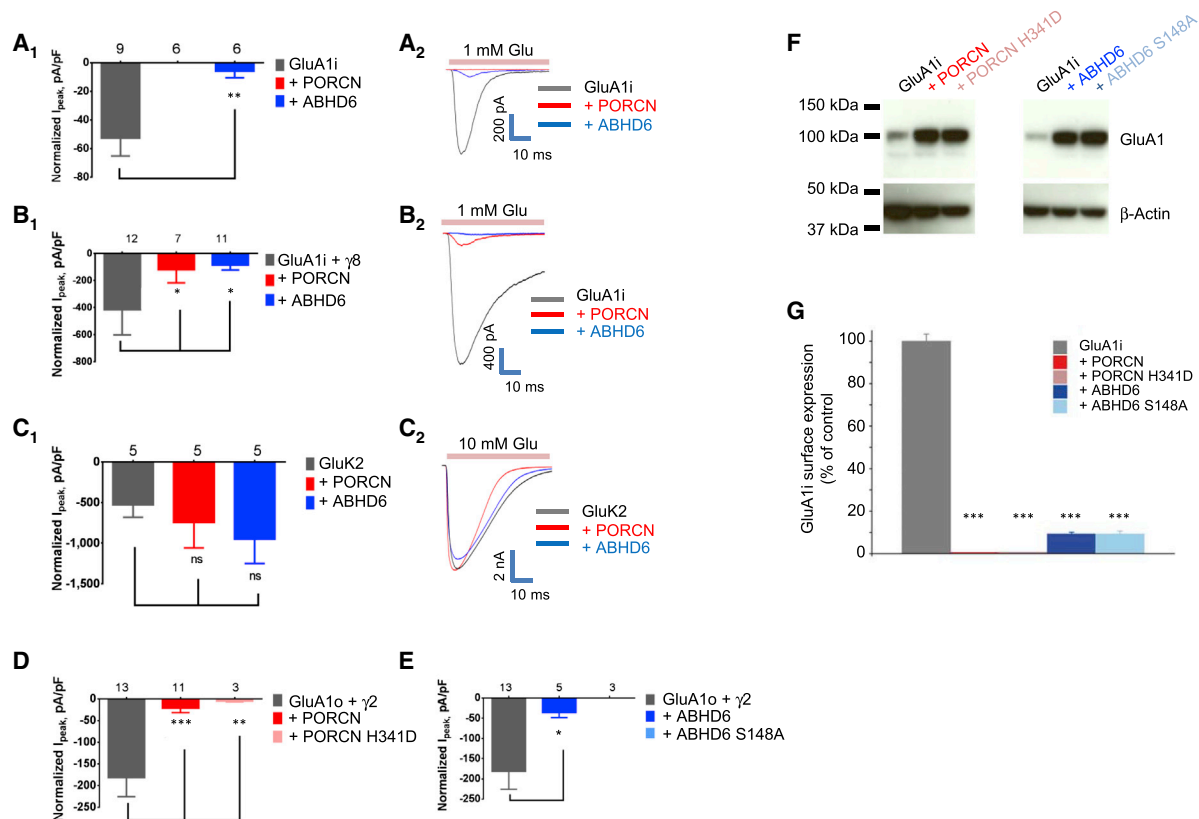 A1
9 6 6
0
-20
-40
-60
-80
Normalized Ipeak, pA/pF
**
GluA1i
+ PORCN
+ ABHD6
A2
1 mM Glu
200 pA
10 ms
GluA1i
+ PORCN
+ ABHD6
B1
12 7 11
0
-200
-400
-600
-800
Normalized Ipeak, pA/pF
* *
GluA1i + γ8
+ PORCN
+ ABHD6
B2
1 mM Glu
400 pA
10 ms
GluA1i
+ PORCN
+ ABHD6
C1
5 5 5
0
-500
-1,000
-1,500
Normalized Ipeak, pA/pF
ns
ns
GluK2
+ PORCN
+ ABHD6
C2
10 mM Glu
2 nA
10 ms
GluK2
+ PORCN
+ ABHD6
D
13 11 3
0
-50
-100
-150
-200
-250
Normalized Ipeak, pA/pF
*** **
GluA1o + γ2
+ PORCN
+ PORCN H341D
E
13 5 3
0
-50
-100
-150
-200
-250
Normalized Ipeak, pA/pF
*
GluA1o + γ2
+ ABHD6
+ ABHD6 S148A
F
GluA1i
+ PORCN
+ PORCN H341D
GluA1i
+ ABHD6
+ ABHD6 S148A
150 kDa
100 kDa
50 kDa
37 kDa
GluA1
β-Actin
G
GluA1i surface expression
(% of control)
100
80
60
40
20
10
0
*** *** *** ***
GluA1i
+ PORCN
+ PORCN H341D
+ ABHD6
+ ABHD6 S148A